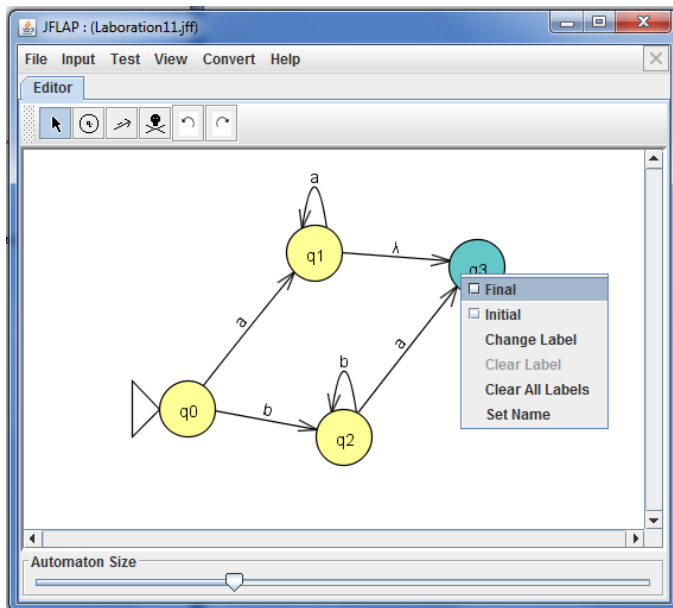 JFLAP : (Laboration11.jff)
File Input Test View Convert Help
Editor
a
q1
λ
q3
Final
Initial
Change Label
Clear Label
Clear All Labels
Set Name
a
a
b
q0
b
q2
Automaton Size